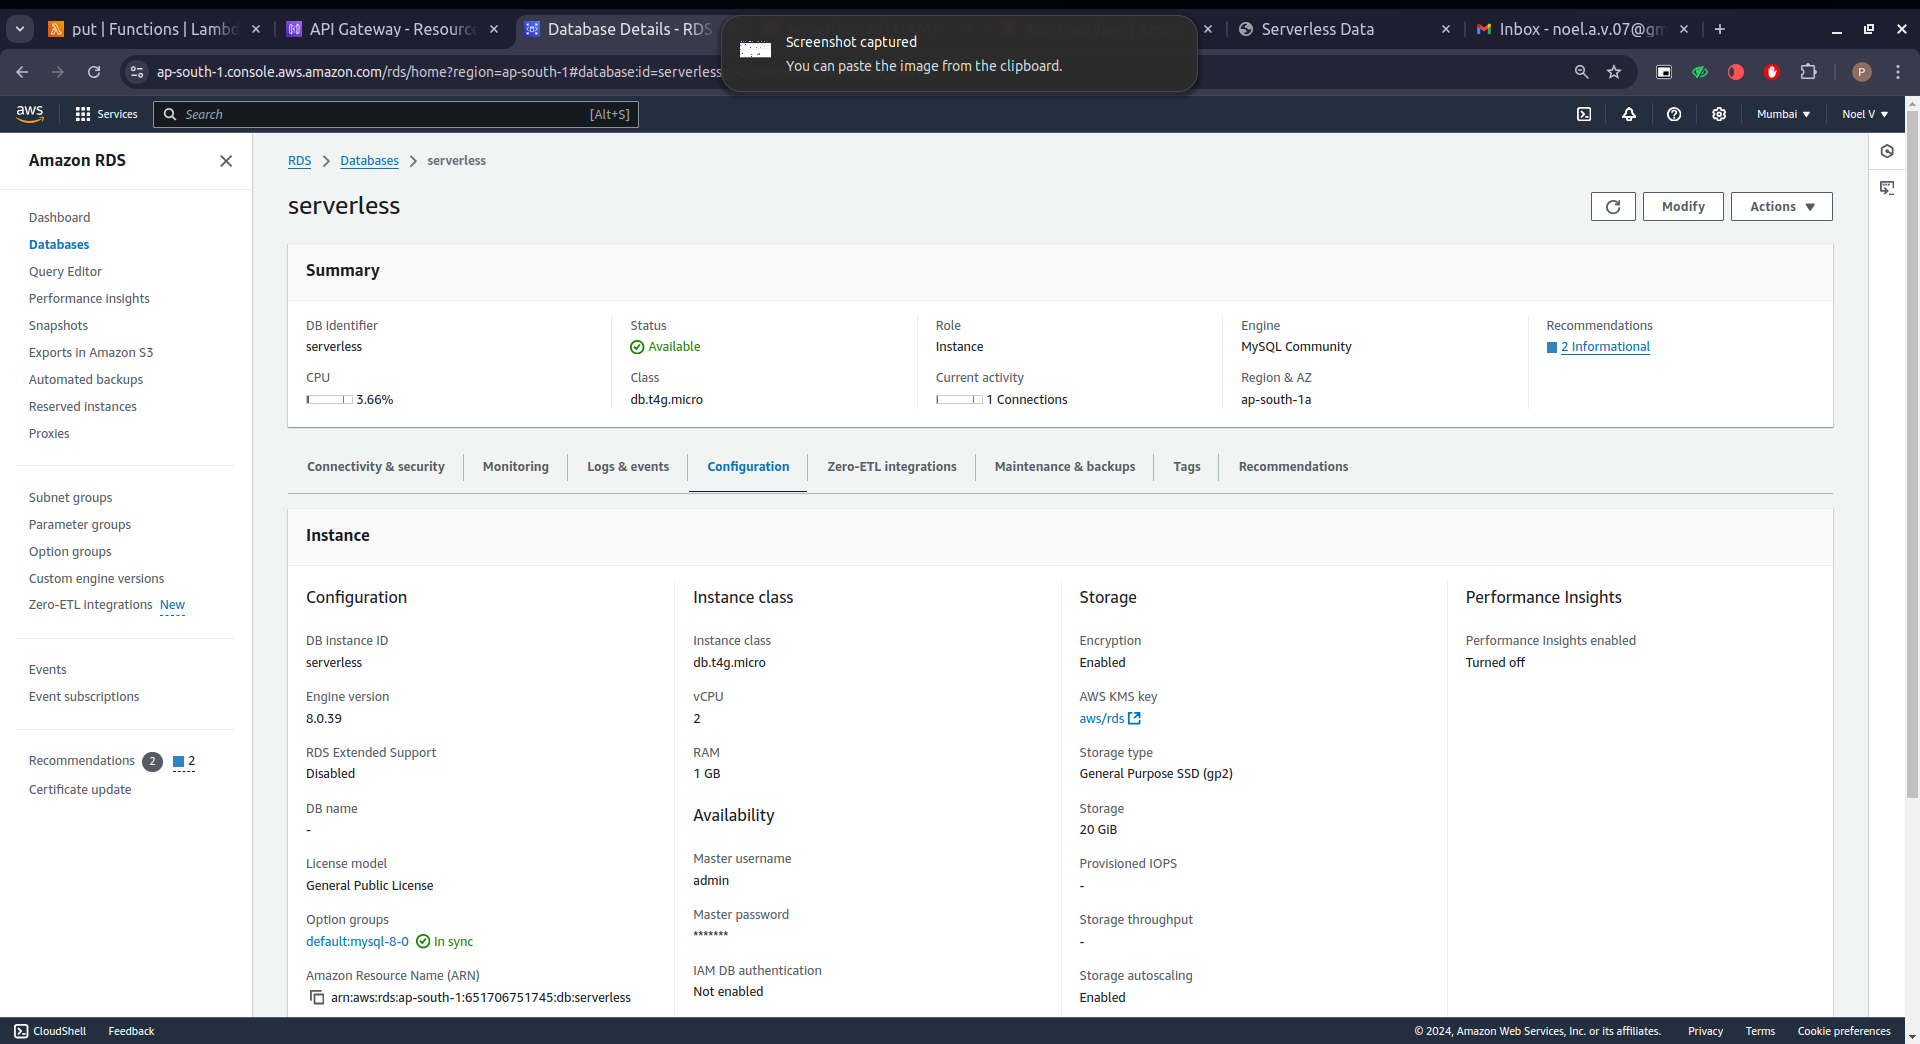 put | Functions | Lambd
API Gateway - Resourc
Database Details - RDS
Serverless Data
Inbox - noel.a.v.07@gm
Screenshot captured
You can paste the image from the clipboard.
ap-south-1.console.aws.amazon.com/rds/home?region=ap-south-1#database:id=serverless
P
aws
Services
Search
[Alt+S]
Mumbai
Noel V
Amazon RDS
Dashboard
Databases
Query Editor
Performance insights
Snapshots
Exports in Amazon S3
Automated backups
Reserved instances
Proxies
Subnet groups
Parameter groups
Option groups
Custom engine versions
Zero-ETL integrations New
Events
Event subscriptions
Recommendations 2 2
Certificate update
RDS > Databases > serverless
serverless
Modify
Actions
Summary
DB identifier
serverless
Status
Available
Role
Instance
Engine
MySQL Community
Recommendations
2 Informational
CPU
3.66%
Class
db.t4g.micro
Current activity
1 Connections
Region & AZ
ap-south-1a
Connectivity & security
Monitoring
Logs & events
Configuration
Zero-ETL integrations
Maintenance & backups
Tags
Recommendations
Instance
Configuration
DB instance ID
serverless
Engine version
8.0.39
RDS Extended Support
Disabled
DB name
-
License model
General Public License
Option groups
default:mysql-8-0 In sync
Amazon Resource Name (ARN)
arn:aws:rds:ap-south-1:651706751745:db:serverless
Instance class
Instance class
db.t4g.micro
vCPU
2
RAM
1 GB
Availability
Master username
admin
Master password
*******
IAM DB authentication
Not enabled
Storage
Encryption
Enabled
AWS KMS key
aws/rds
Storage type
General Purpose SSD (gp2)
Storage
20 GiB
Provisioned IOPS
-
Storage throughput
-
Storage autoscaling
Enabled
Performance Insights
Performance Insights enabled
Turned off
CloudShell
Feedback
© 2024, Amazon Web Services, Inc. or its affiliates.
Privacy
Terms
Cookie preferences